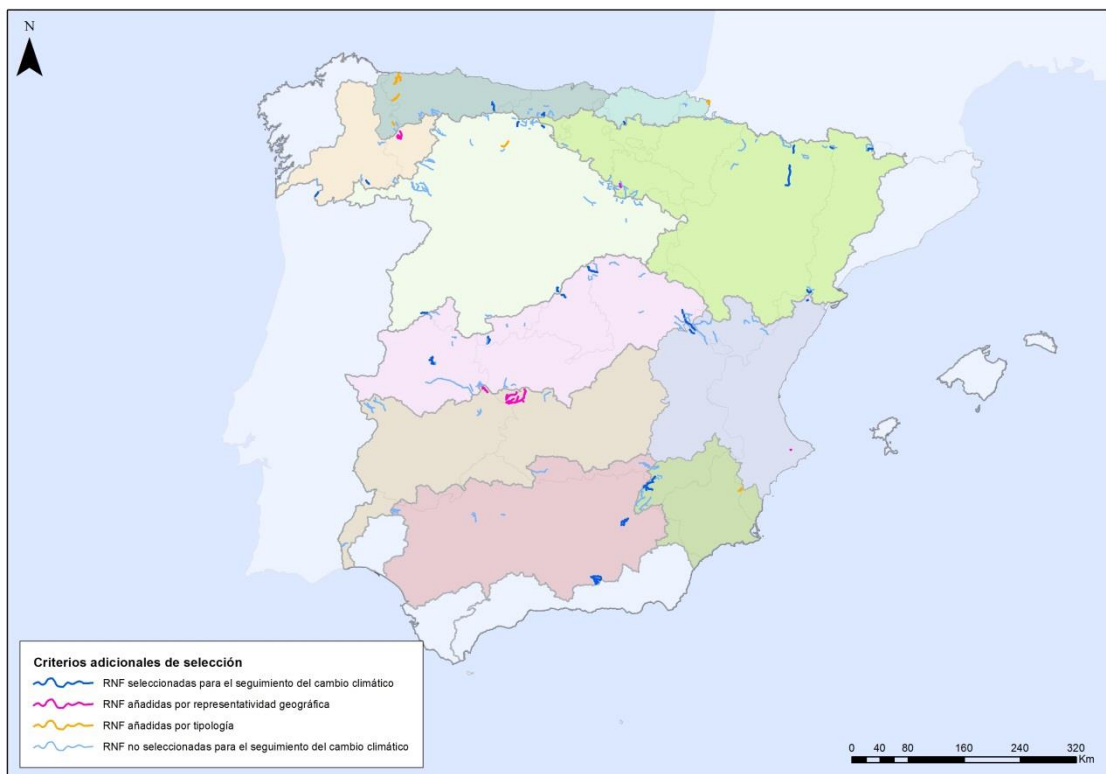 N
Criterios adicionales de selección
RNF seleccionadas para el seguimiento del cambio climático
RNF añadidas por representatividad geográfica
RNF añadidas por tipología
RNF no seleccionadas para el seguimiento del cambio climático
0 40 80 160 240 320
Km